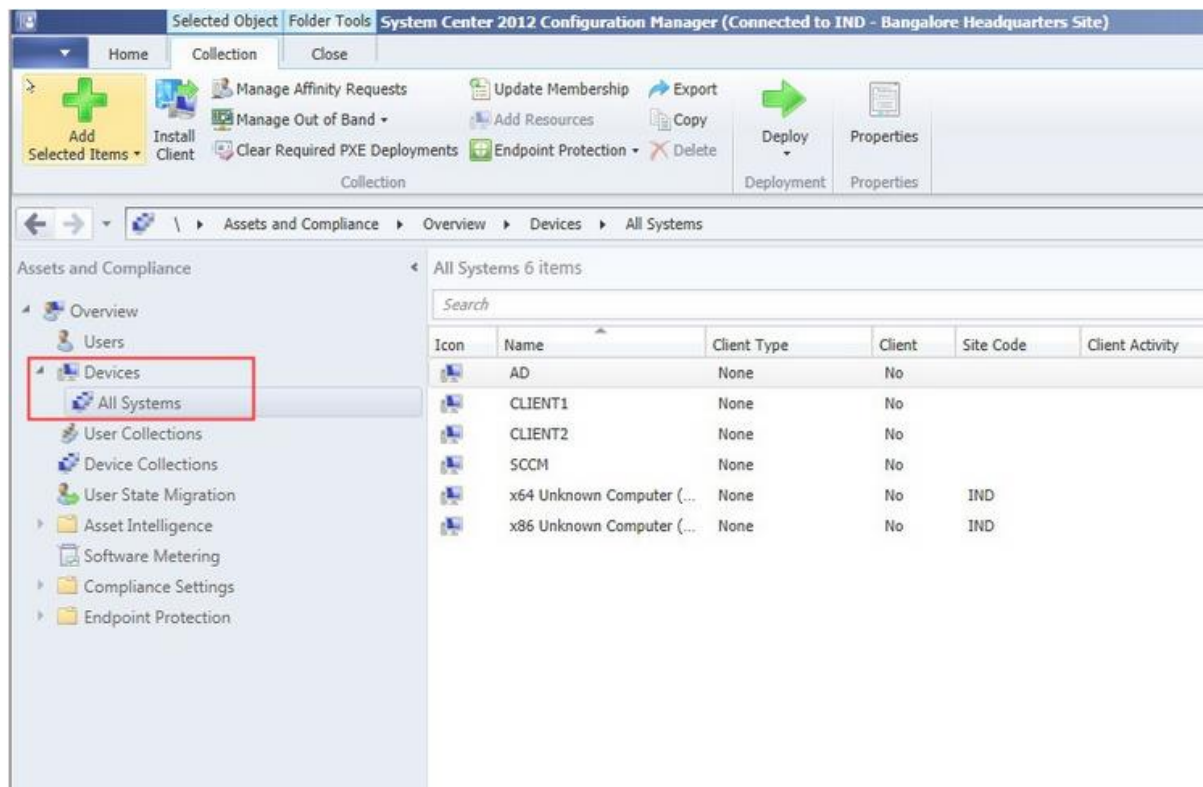 Selected Object Folder Tools System Center 2012 Configuration Manager (Connected to IND - Bangalore Headquarters Site)
Home Collection Close
Add Selected Items
Install Client
Manage Affinity Requests
Manage Out of Band
Clear Required PXE Deployments
Update Membership
Add Resources
Endpoint Protection
Export
Copy
Delete
Collection
Deploy
Deployment
Properties
Properties
\ Assets and Compliance Overview Devices All Systems
Assets and Compliance
Overview
Users
Devices
All Systems
User Collections
Device Collections
User State Migration
Asset Intelligence
Software Metering
Compliance Settings
Endpoint Protection
All Systems 6 items
Search
Icon Name Client Type Client Site Code Client Activity
AD None No
CLIENT1 None No
CLIENT2 None No
SCCM None No
x64 Unknown Computer (... None No IND
x86 Unknown Computer (... None No IND